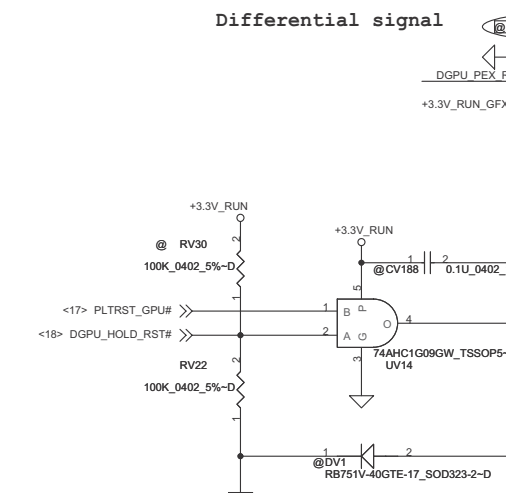 Differential signal
@
DGPU_PEX_R
+3.3V_RUN_GFX
+3.3V_RUN
+3.3V_RUN
@ RV30
100K_0402_5%~D
2
1
@CV188
1 2
0.1U_0402_
5
<17> PLTRST_GPU#
1 B P
O 4
<18> DGPU_HOLD_RST#
2 A G
3
74AHC1G09GW_TSSOP5~
UV14
RV22
100K_0402_5%~D
2
1
1 2
@DV1
RB751V-40GTE-17_SOD323-2~D